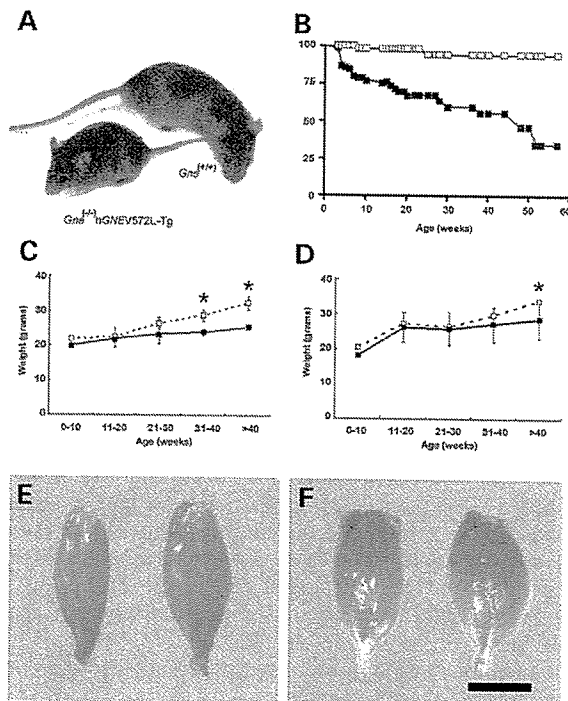 A
Gne(+/+)
Gne(-/-)hGNEV572L-Tg
B
100
75
50
25
0
0 10 20 30 40 50 60
Age (weeks)
C
Weight (grams)
40
30
20
10
0
* *
0-10 11-20 21-30 31-40 >40
Age (weeks)
D
Weight (grams)
40
30
20
10
0
*
0-10 11-20 21-30 31-40 >40
Age (weeks)
E
F